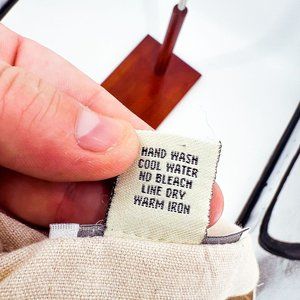 HAND WASH
COOL WATER
NO BLEACH
LINE DRY
WARM IRON